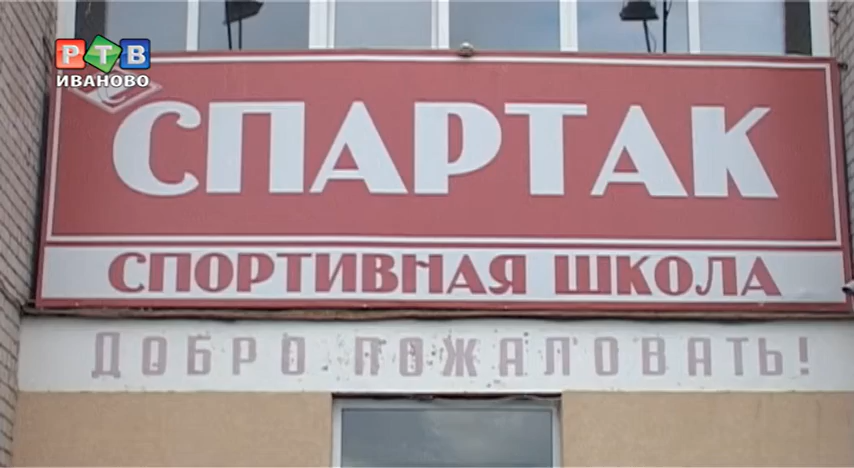 РТВ
ИВАНОВО
С
СПАРТАК
СПОРТИВНАЯ ШКОЛА
ДОБРО ПОЖАЛОВАТЬ!